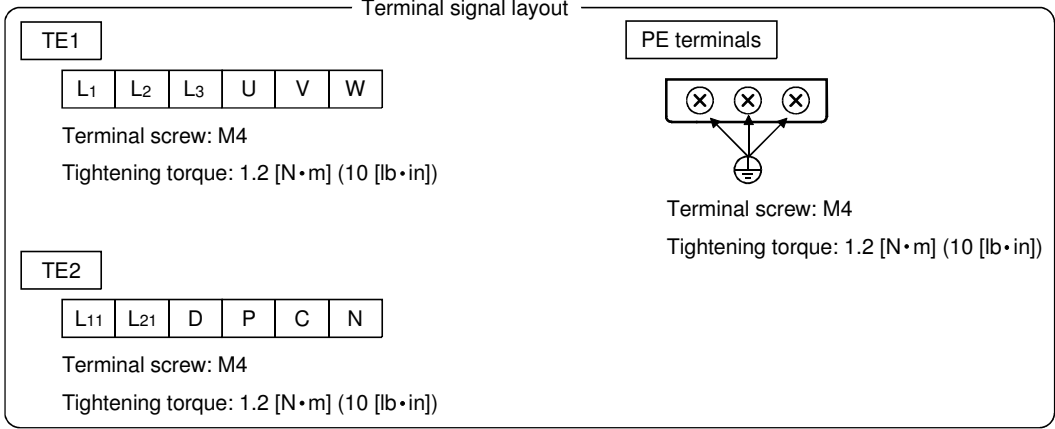 Terminal signal layout
TE1
L1 L2 L3 U V W
Terminal screw: M4
Tightening torque: 1.2 [N•m] (10 [lb•in])
TE2
L11 L21 D P C N
Terminal screw: M4
Tightening torque: 1.2 [N•m] (10 [lb•in])
PE terminals
Terminal screw: M4
Tightening torque: 1.2 [N•m] (10 [lb•in])